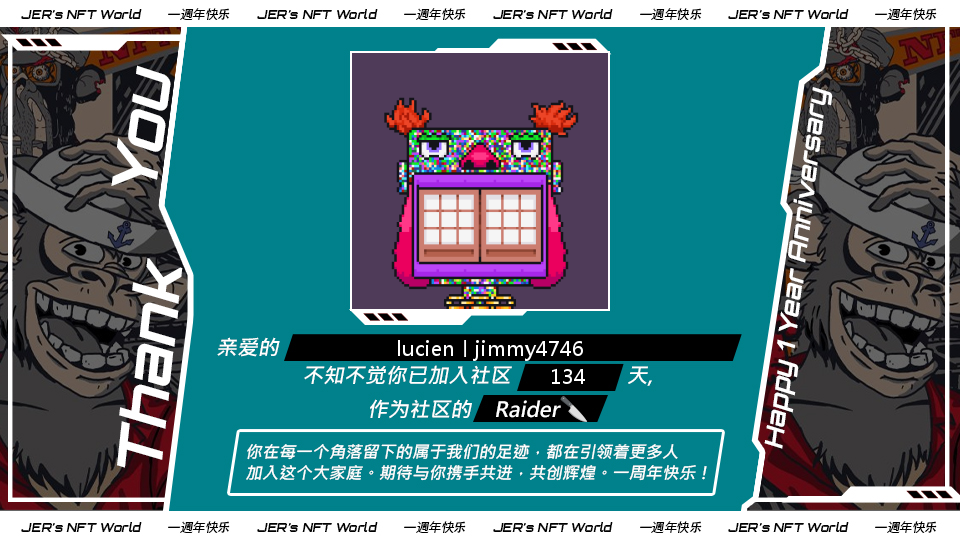 JER's NFT World 一週年快乐 JER's NFT World 一週年快乐 JER's NFT World 一週年快乐 JER's NFT World 一週年快乐
Thank You
Happy 1 Year Anniversary
亲爱的 lucien | jimmy4746
不知不觉你已加入社区 134 天,
作为社区的 Raider
你在每一个角落留下的属于我们的足迹，都在引领着更多人
加入这个大家庭。期待与你携手共进，共创辉煌。一周年快乐！
JER's NFT World 一週年快乐 JER's NFT World 一週年快乐 JER's NFT World 一週年快乐 JER's NFT World 一週年快乐